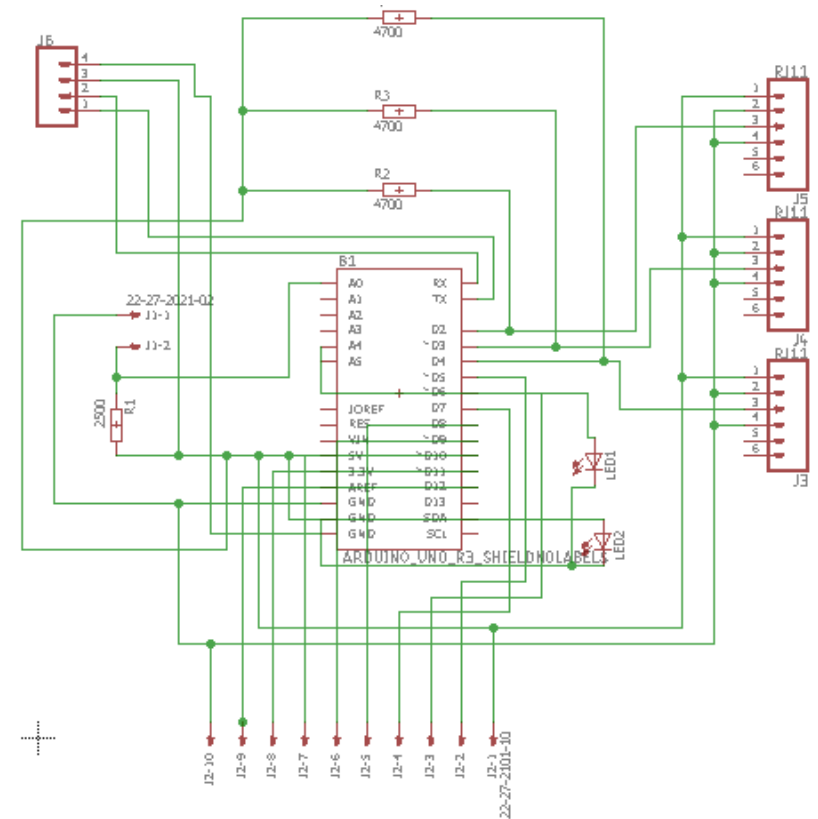 4700
J6
4
3
2
1
R3
4700
R2
4700
RJ11
1
2
3
4
5
6
J5
RJ11
1
2
3
4
5
6
J4
RJ11
1
2
3
4
5
6
J3
22-27-2021-02
J1-1
J1-2
2500
R1
B1
A0
A1
A2
A3
A4
A5
IOREF
RES
VIN
5V
3.3V
AREF
GND
GND
GND
RX
TX
D2
~D3
D4
~D5
~D6
D7
D8
~D9
~D10
~D11
D12
D13
SDA
SCL
ARDUINO_UNO_R3_SHIELDNOLABELS
LED1
LED2
J2-10
J2-9
J2-8
J2-7
J2-6
J2-5
J2-4
J2-3
J2-2
J2-1
22-27-2101-10